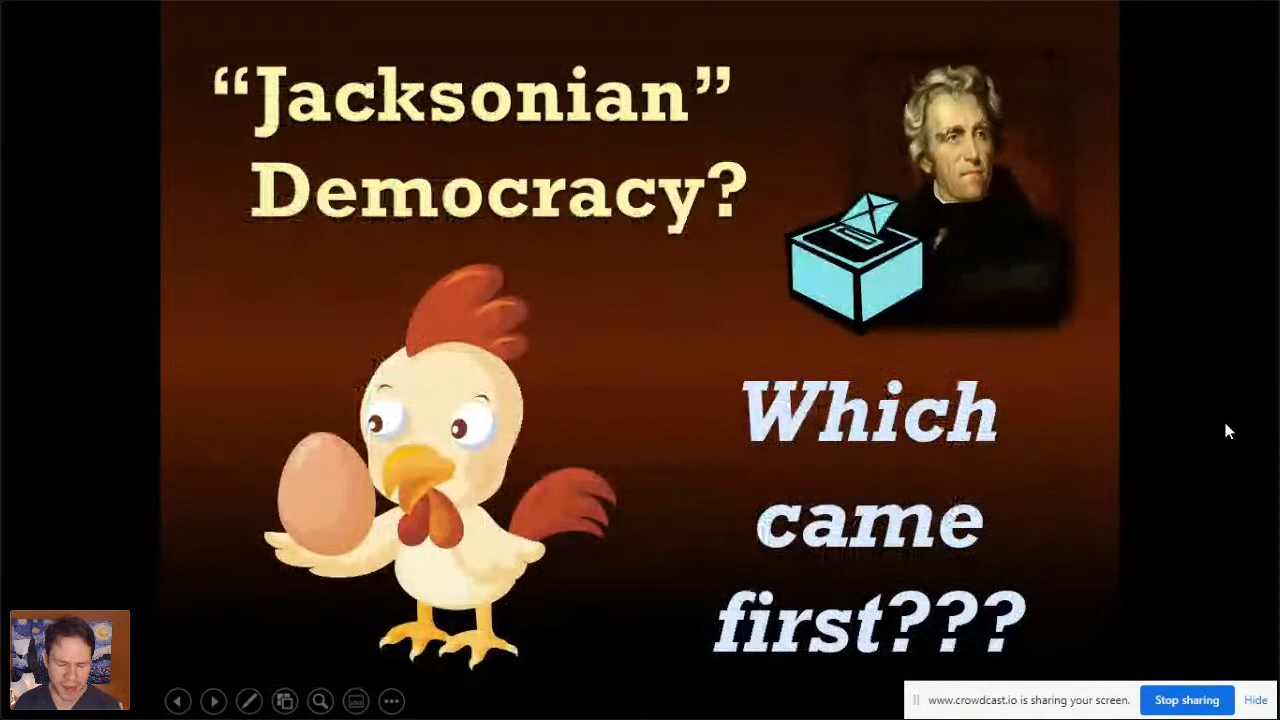 “Jacksonian”
Democracy?
Which
came
first???
www.crowdcast.io is sharing your screen.
Stop sharing
Hide